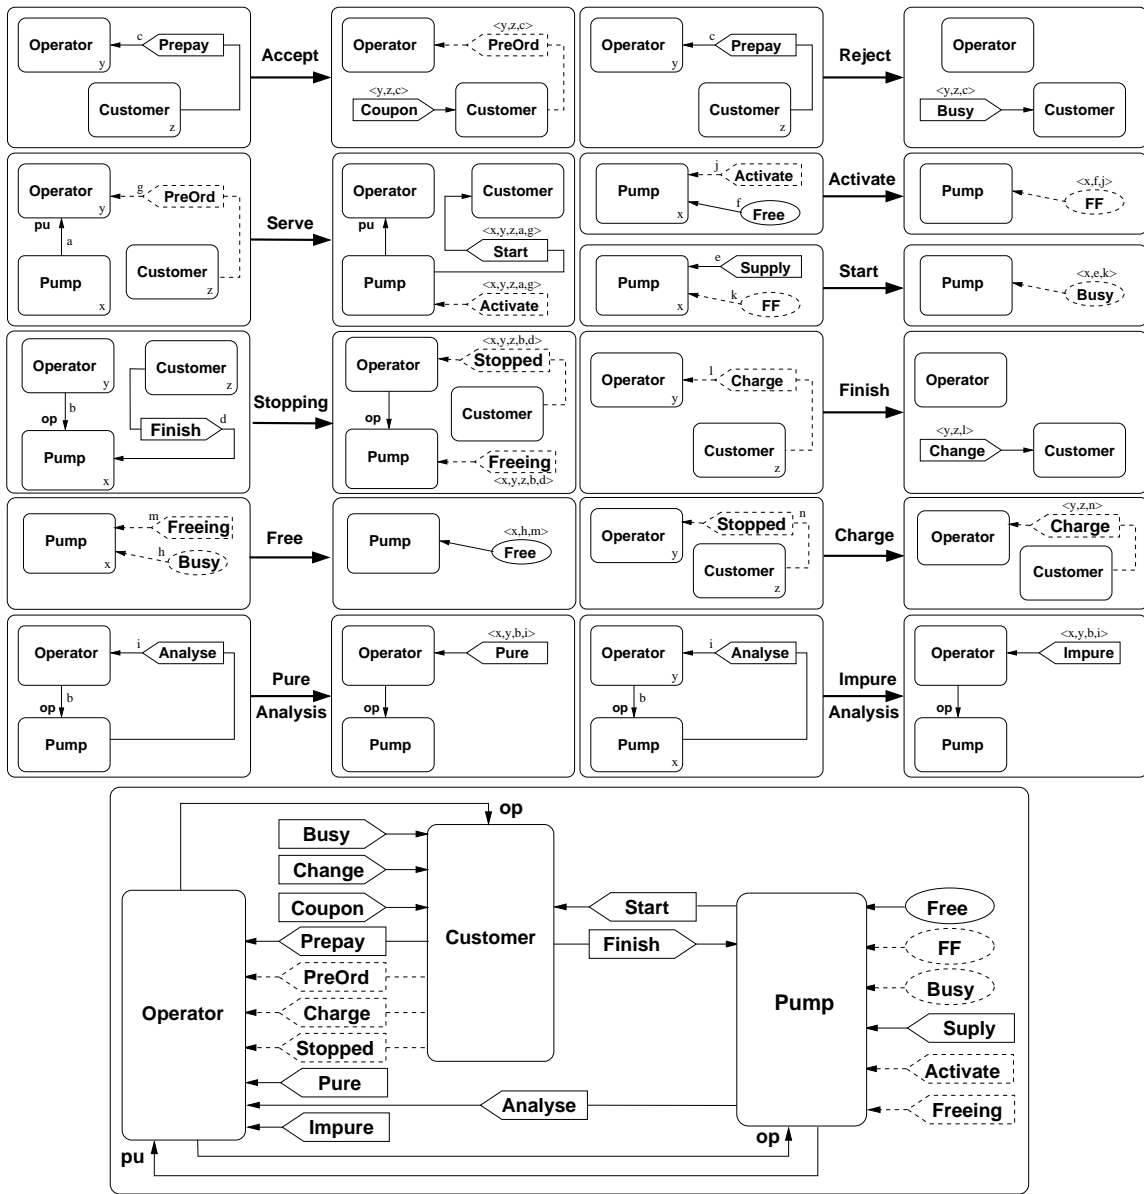 Operator
y
c
Prepay
Customer
z
Accept
Operator
<y,z,c>
PreOrd
<y,z,c>
Coupon
Customer
Operator
y
c
Prepay
Customer
z
Reject
Operator
<y,z,c>
Busy
Customer
Operator
y
g
PreOrd
pu
a
Customer
z
Pump
x
Serve
Operator
Customer
pu
<x,y,z,a,g>
Start
Pump
<x,y,z,a,g>
Activate
Pump
x
j
Activate
f
Free
Activate
Pump
<x,f,j>
FF
Pump
x
e
Supply
k
FF
Start
Pump
<x,e,k>
Busy
Operator
y
Customer
z
b
op
Finish
d
Pump
x
Stopping
<x,y,z,b,d>
Operator
Stopped
Customer
op
Pump
Freeing
<x,y,z,b,d>
Operator
y
l
Charge
Customer
z
Finish
Operator
<y,z,l>
Change
Customer
Pump
x
m
Freeing
h
Busy
Free
Pump
<x,h,m>
Free
Operator
y
Stopped
n
Customer
z
Charge
Operator
<y,z,n>
Charge
Customer
Operator
i
Analyse
b
op
Pump
Pure
Analysis
Operator
<x,y,b,i>
Pure
op
Pump
Operator
y
i
Analyse
b
op
Pump
x
Impure
Analysis
Operator
<x,y,b,i>
Impure
op
Pump
op
Busy
Change
Coupon
Prepay
PreOrd
Charge
Stopped
Pure
Impure
Operator
Customer
Start
Finish
Analyse
Pump
Free
FF
Busy
Suply
Activate
Freeing
pu
op